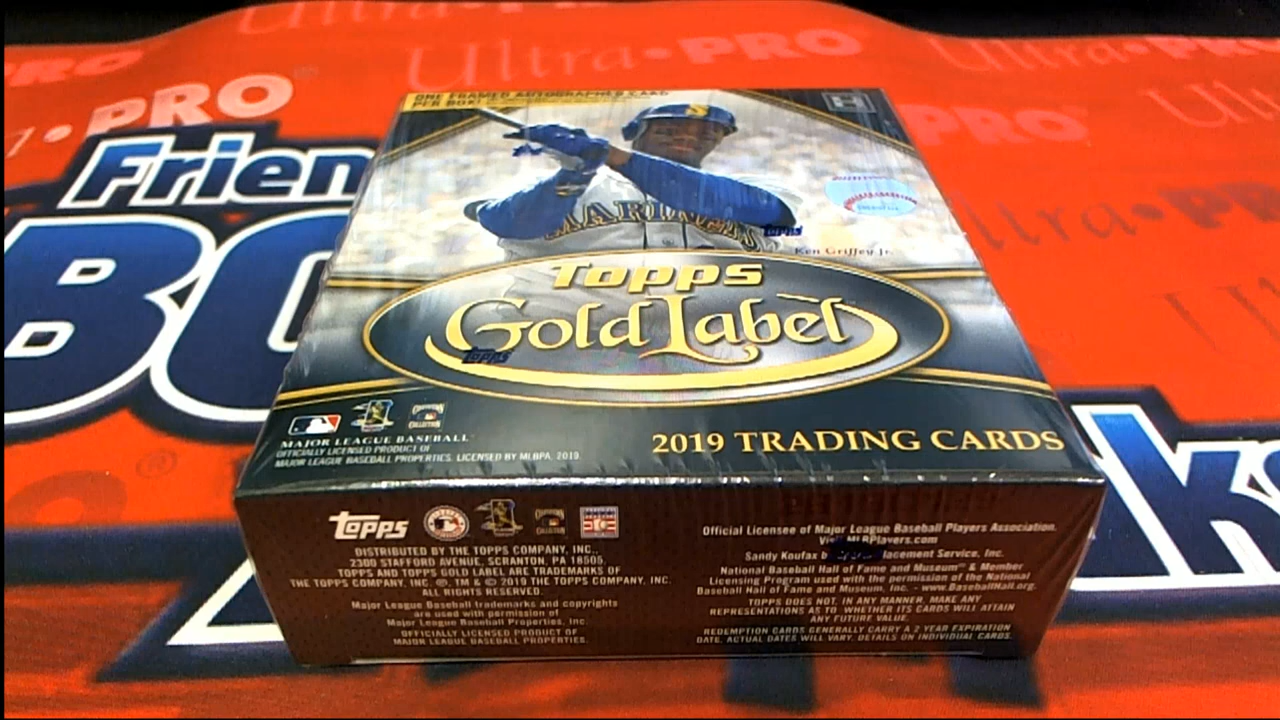 Ultra•PRO
PRO
Ultra•PRO
Frien
BO
ks
ONE FRAMED AUTOGRAPHED CARD
PER BOX!
MARINERS
Topps
Ken Griffey Jr.
Topps
Gold Label
Topps
MAJOR LEAGUE BASEBALL
OFFICIALLY LICENSED PRODUCT OF
MAJOR LEAGUE BASEBALL PROPERTIES. LICENSED BY MLBPA, 2019.
2019 TRADING CARDS
Topps
DISTRIBUTED BY THE TOPPS COMPANY, INC.,
2300 STAFFORD AVENUE, SCRANTON, PA 18505.
TOPPS AND TOPPS GOLD LABEL ARE TRADEMARKS OF
THE TOPPS COMPANY, INC. ®, TM & © 2019 THE TOPPS COMPANY, INC.
ALL RIGHTS RESERVED.
Major League Baseball trademarks and copyrights
are used with permission of
Major League Baseball Properties, Inc.
OFFICIALLY LICENSED PRODUCT OF
MAJOR LEAGUE BASEBALL PROPERTIES.
Official Licensee of Major League Baseball Players Association.
Visit MLBPlayers.com
Sandy Koufax b lacement Service, Inc.
National Baseball Hall of Fame and Museum® & Member
Licensing Program used with the permission of the National
Baseball Hall of Fame and Museum, Inc. - www.BaseballHall.org.
TOPPS DOES NOT, IN ANY MANNER, MAKE ANY
REPRESENTATIONS AS TO WHETHER ITS CARDS WILL ATTAIN
ANY FUTURE VALUE.
REDEMPTION CARDS GENERALLY CARRY A 2 YEAR EXPIRATION
DATE. ACTUAL DATES WILL VARY. DETAILS ON INDIVIDUAL CARDS.